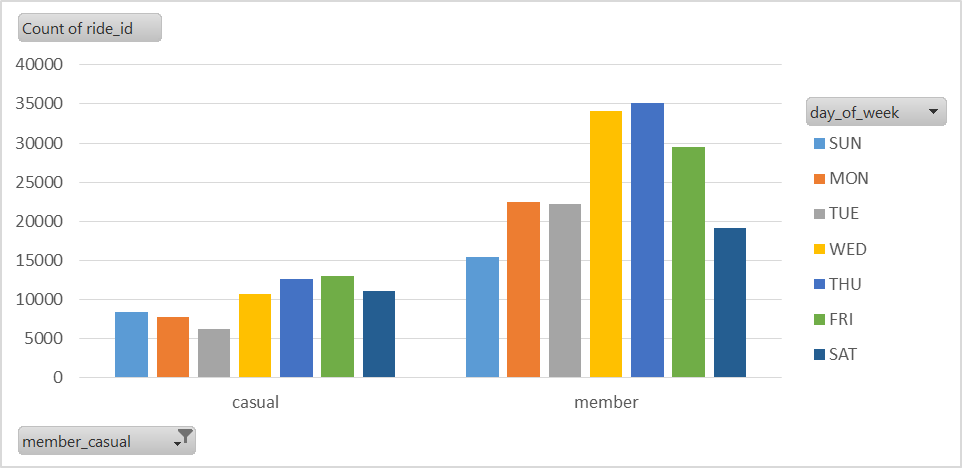 Count of ride_id
40000
35000
30000
25000
20000
15000
10000
5000
0
casual
member
day_of_week
SUN
MON
TUE
WED
THU
FRI
SAT
member_casual